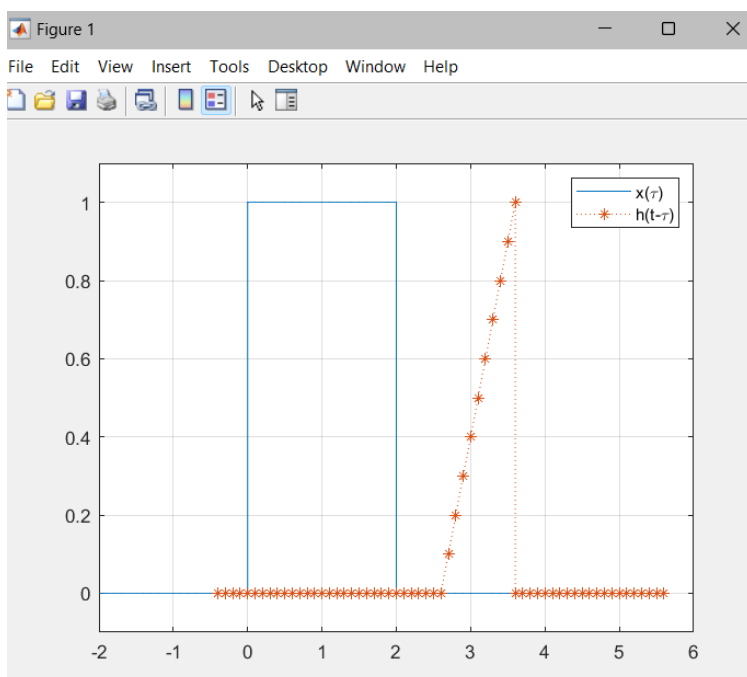 Figure 1
File Edit View Insert Tools Desktop Window Help
x(τ)
h(t-τ)
1
0.8
0.6
0.4
0.2
0
-2 -1 0 1 2 3 4 5 6